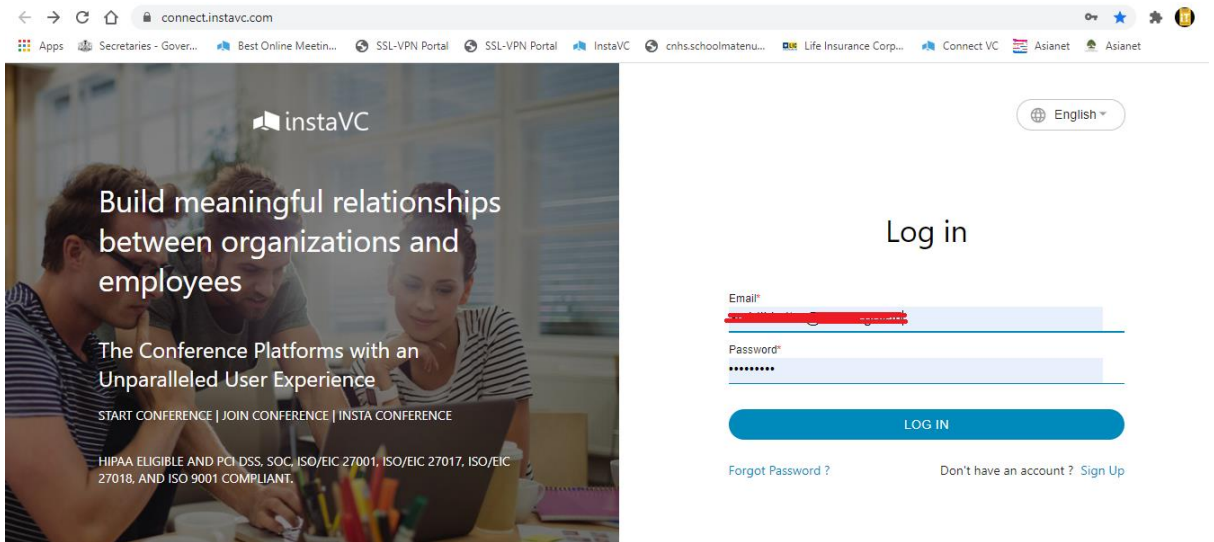 connect.instavc.com
Apps Secretaries - Gover... Best Online Meetin... SSL-VPN Portal SSL-VPN Portal InstaVC cnhs.schoolmatenu... Life Insurance Corp... Connect VC Asianet Asianet
instaVC
Build meaningful relationships
between organizations and
employees
The Conference Platforms with an
Unparalleled User Experience
START CONFERENCE | JOIN CONFERENCE | INSTA CONFERENCE
HIPAA ELIGIBLE AND PCI DSS, SOC, ISO/EIC 27001, ISO/EIC 27017, ISO/EIC
27018, AND ISO 9001 COMPLIANT.
English
Log in
Email*
Password*
•••••••••
LOG IN
Forgot Password ? Don't have an account ? Sign Up